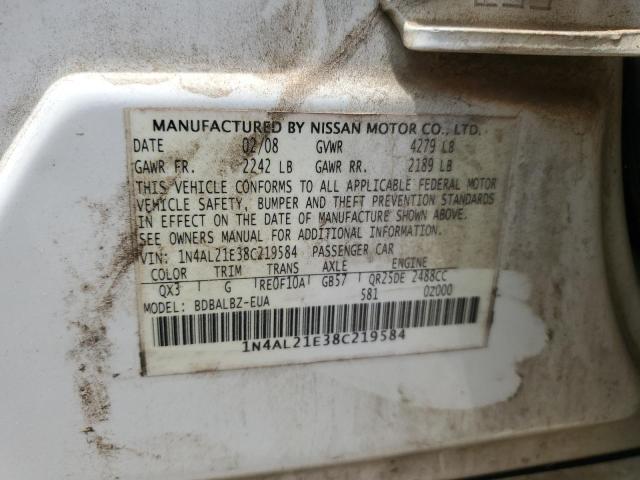 MANUFACTURED BY NISSAN MOTOR CO., LTD.
DATE 02/08 GVWR 4279 LB
GAWR FR. 2242 LB GAWR RR. 2189 LB
THIS VEHICLE CONFORMS TO ALL APPLICABLE FEDERAL MOTOR
VEHICLE SAFETY, BUMPER AND THEFT PREVENTION STANDARDS
IN EFFECT ON THE DATE OF MANUFACTURE SHOWN ABOVE.
SEE OWNERS MANUAL FOR ADDITIONAL INFORMATION.
VIN: 1N4AL21E38C219584 PASSENGER CAR
COLOR TRIM TRANS AXLE ENGINE
QX3 G RE0F10A GB57 QR25DE 2488CC
MODEL: BDBALBZ-EUA 581 0Z000
1N4AL21E38C219584